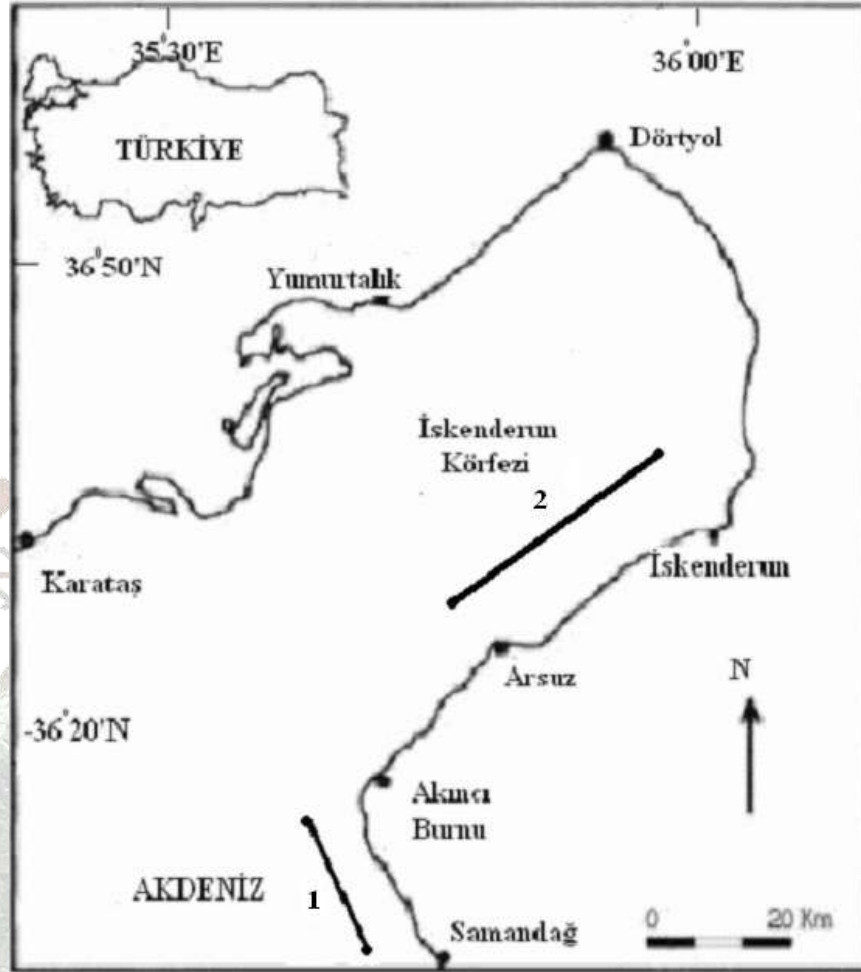 35°30'E
36°00'E
TÜRKİYE
Dörtyol
36°50'N
Yumurtalık
İskenderun
Körfezi
2
İskenderun
Karataş
Arsuz
N
-36°20'N
Akıncı
Burnu
AKDENİZ
1
0 20 Km
Samandağ